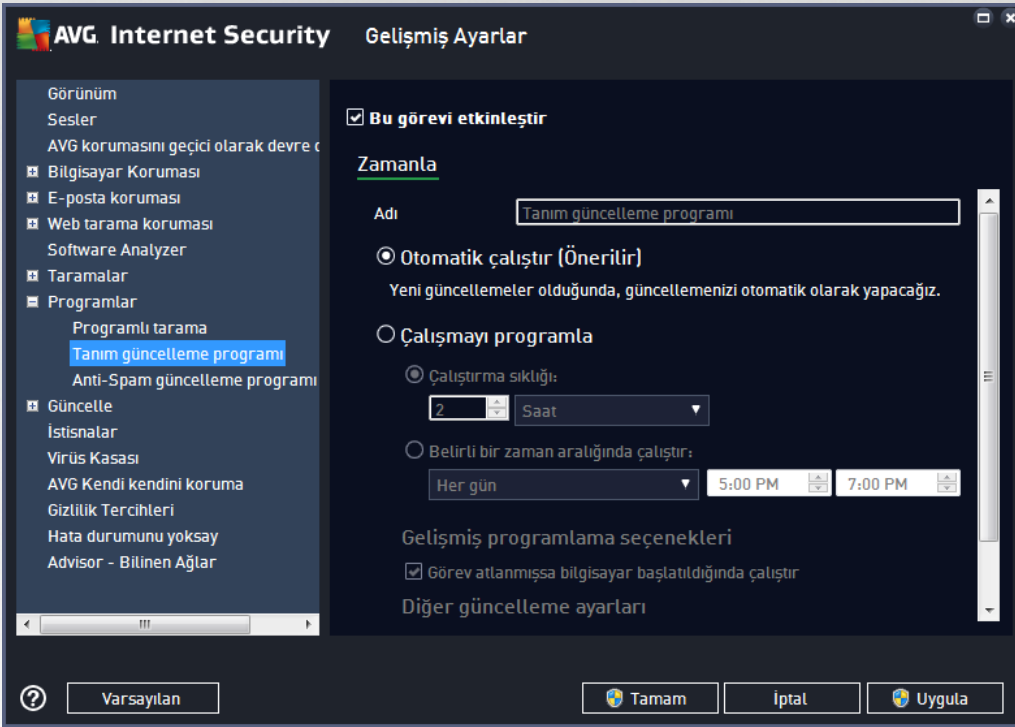 AVG Internet Security Gelişmiş Ayarlar
Görünüm
Sesler
AVG korumasını geçici olarak devre
Bilgisayar Koruması
E-posta koruması
Web tarama koruması
Software Analyzer
Taramalar
Programlar
Programlı tarama
Tanım güncelleme programı
Anti-Spam güncelleme programı
Güncelle
İstisnalar
Virüs Kasası
AVG Kendi kendini koruma
Gizlilik Tercihleri
Hata durumunu yoksay
Advisor - Bilinen Ağlar
Bu görevi etkinleştir
Zamanla
Adı Tanım güncelleme programı
Otomatik çalıştır (Önerilir)
Yeni güncellemeler olduğunda, güncellemenizi otomatik olarak yapacağız.
Çalışmayı programla
Çalıştırma sıklığı:
2 Saat
Belirli bir zaman aralığında çalıştır:
Her gün 5:00 PM 7:00 PM
Gelişmiş programlama seçenekleri
Görev atlanmışsa bilgisayar başlatıldığında çalıştır
Diğer güncelleme ayarları
? Varsayılan Tamam İptal Uygula